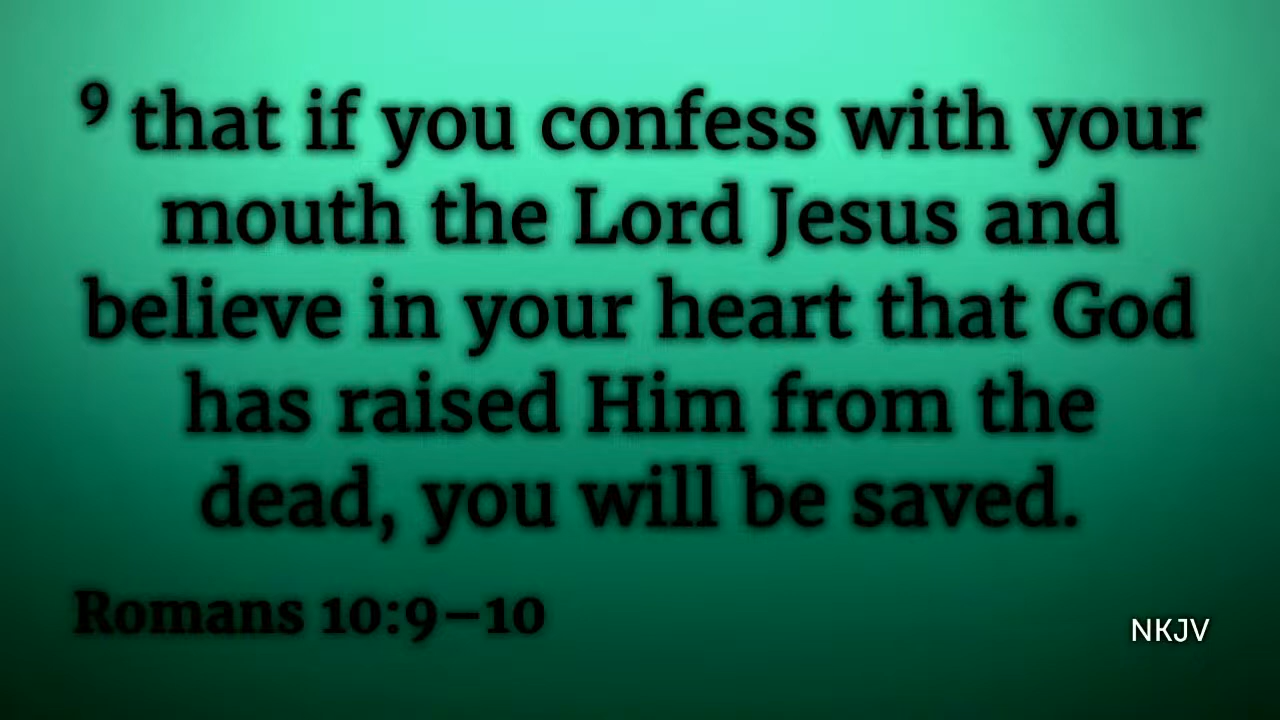 ⁹ that if you confess with your
mouth the Lord Jesus and
believe in your heart that God
has raised Him from the
dead, you will be saved.
Romans 10:9–10
NKJV